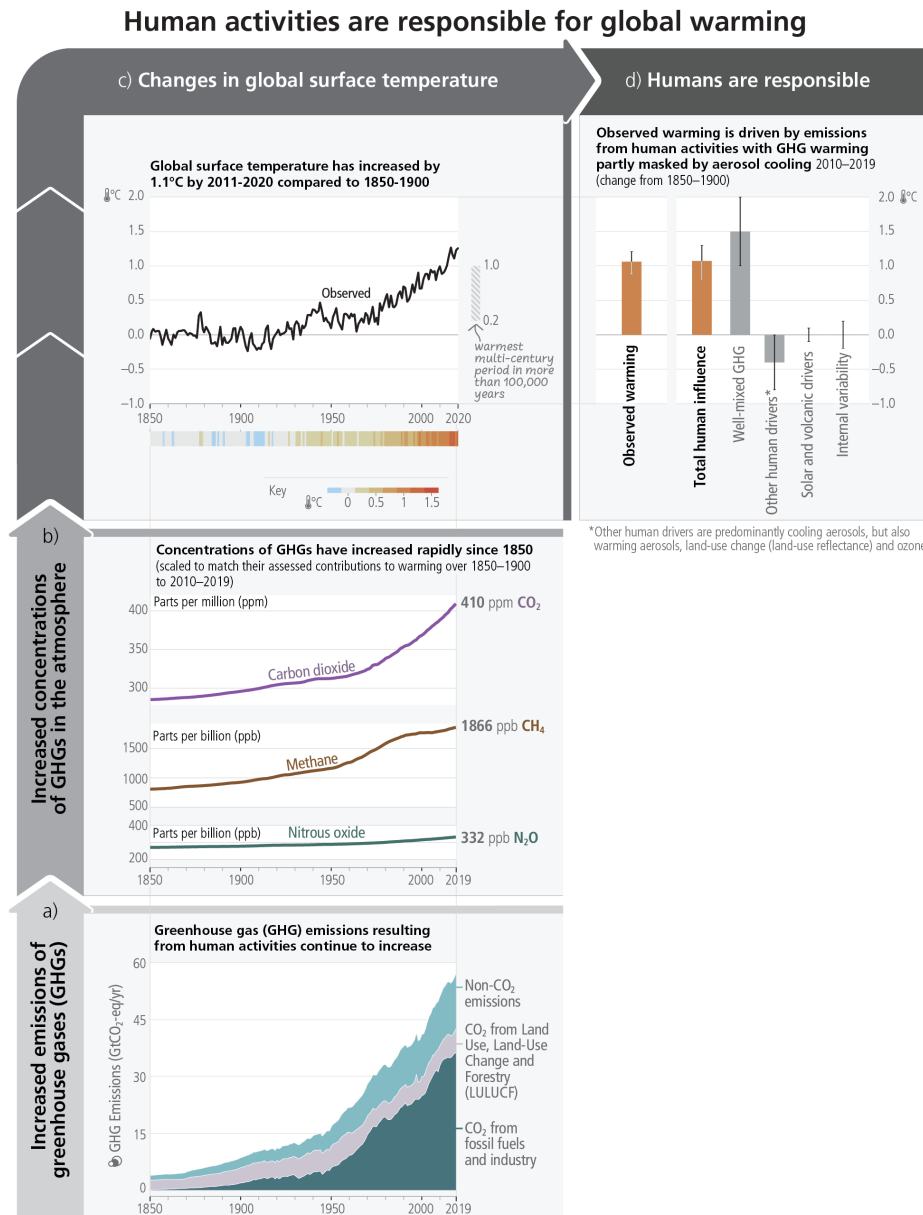 Human activities are responsible for global warming
c) Changes in global surface temperature
d) Humans are responsible
Global surface temperature has increased by
1.1°C by 2011-2020 compared to 1850-1900
°C 2.0
1.5
1.0
0.5
0.0
−0.5
−1.0
Observed
1.0
0.2
warmest
multi-century
period in more
than 100,000
years
1850
1900
1950
2000
2020
Key
°C
0
0.5
1
1.5
Observed warming is driven by emissions
from human activities with GHG warming
partly masked by aerosol cooling 2010–2019
(change from 1850–1900)
2.0 °C
1.5
1.0
0.5
0.0
−0.5
−1.0
Observed warming
Total human influence
Well-mixed GHG
Other human drivers*
Solar and volcanic drivers
Internal variability
*Other human drivers are predominantly cooling aerosols, but also
warming aerosols, land-use change (land-use reflectance) and ozone
b)
Increased concentrations
of GHGs in the atmosphere
Concentrations of GHGs have increased rapidly since 1850
(scaled to match their assessed contributions to warming over 1850–1900
to 2010–2019)
Parts per million (ppm)
400
350
300
Carbon dioxide
410 ppm CO₂
Parts per billion (ppb)
1500
1000
500
Methane
1866 ppb CH₄
400
Parts per billion (ppb)
Nitrous oxide
332 ppb N₂O
200
1850
1900
1950
2000
2019
a)
Increased emissions of
greenhouse gases (GHGs)
Greenhouse gas (GHG) emissions resulting
from human activities continue to increase
GHG Emissions (GtCO₂-eq/yr)
60
45
30
15
0
Non-CO₂
emissions
CO₂ from Land
Use, Land-Use
Change and
Forestry
(LULUCF)
CO₂ from
fossil fuels
and industry
1850
1900
1950
2000
2019